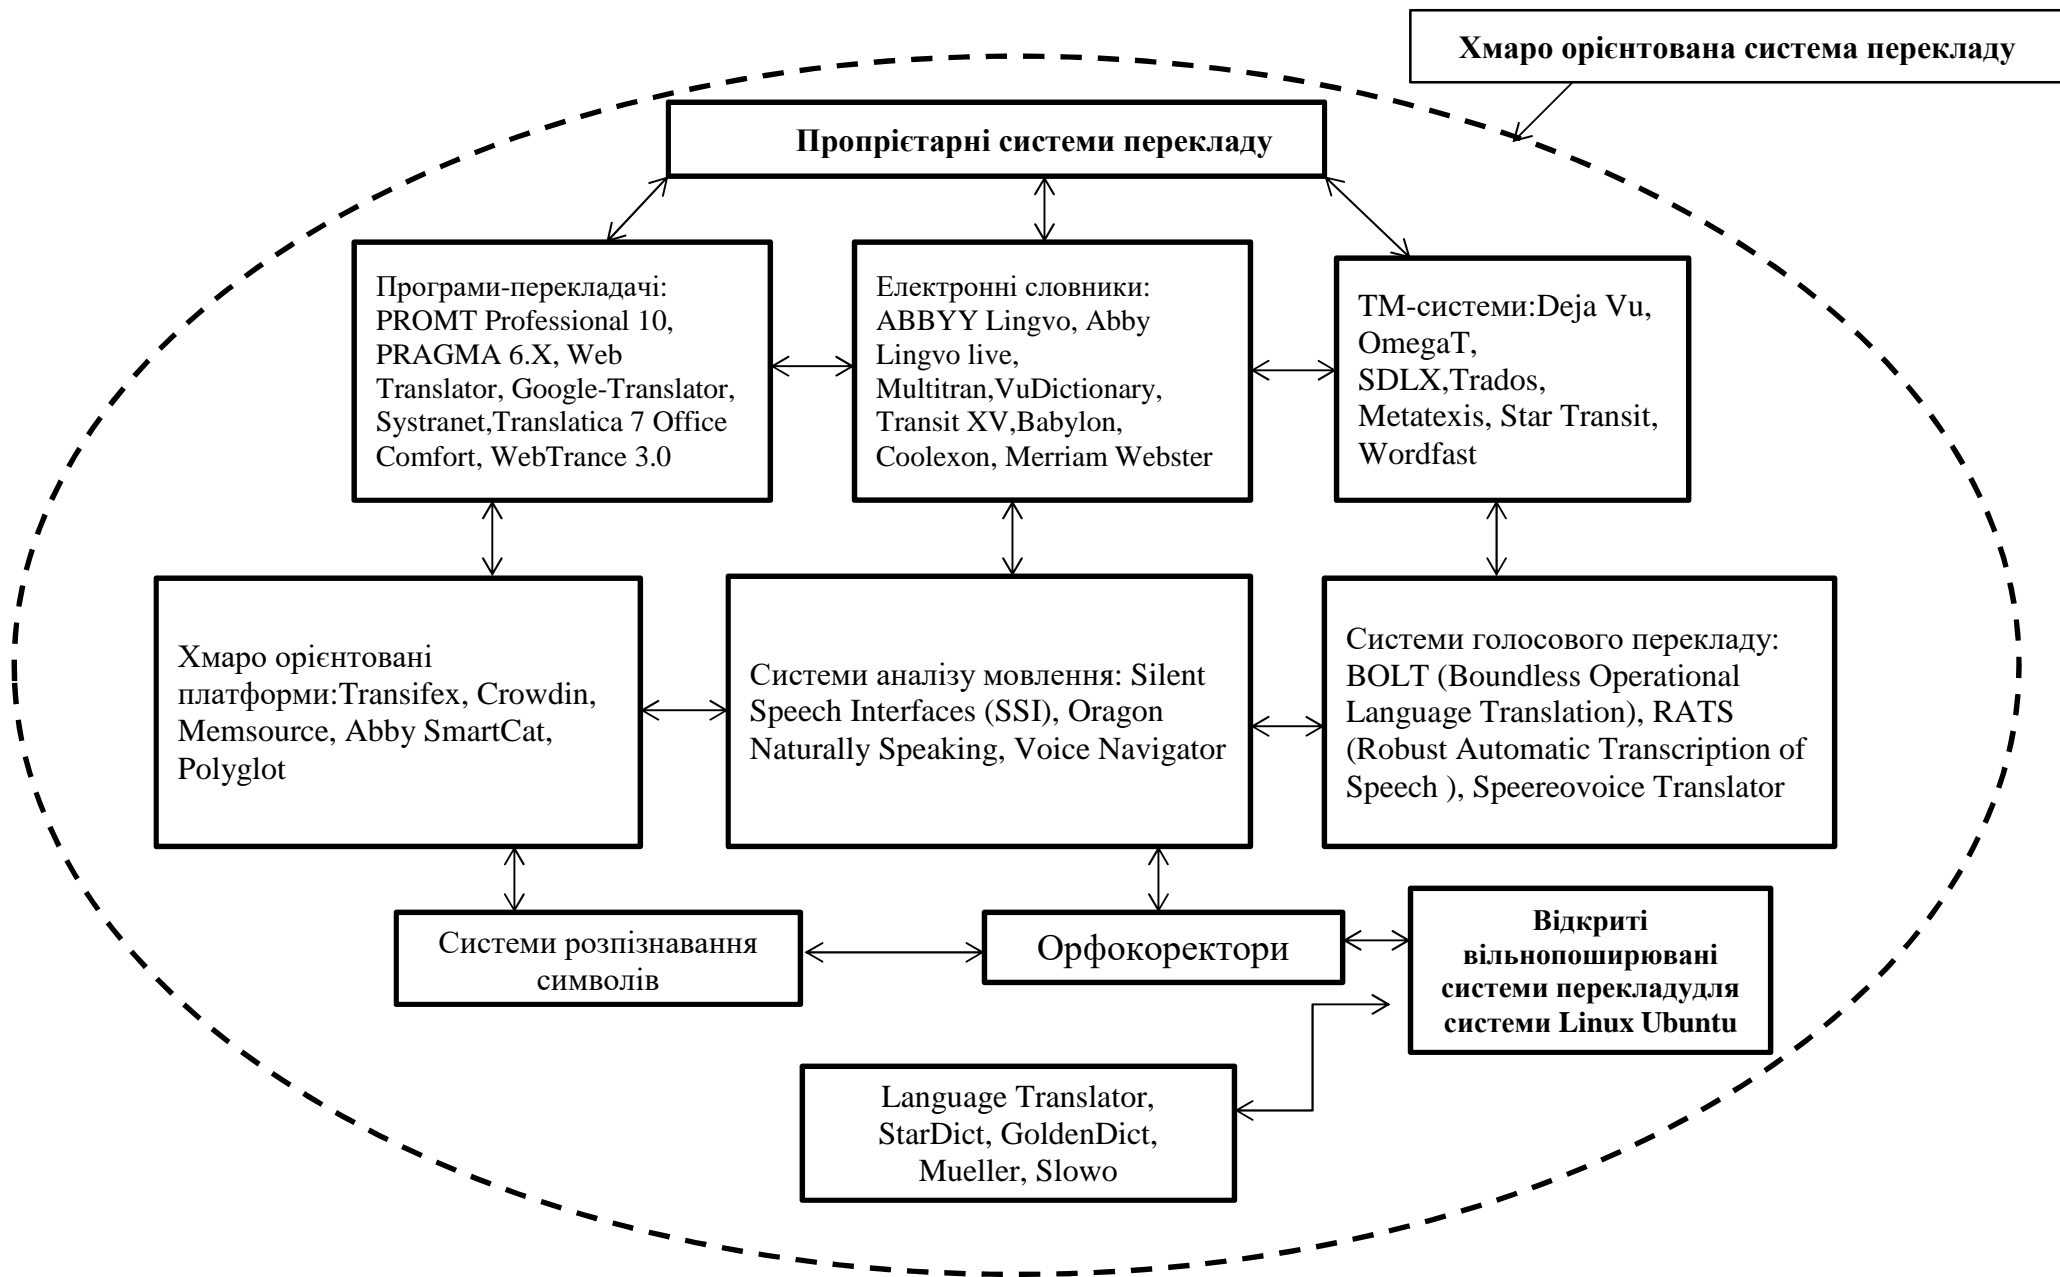 Хмаро орієнтована система перекладу
Пропрієтарні системи перекладу
Програми-перекладачі:
PROMT Professional 10,
PRAGMA 6.X, Web
Translator, Google-Translator,
Systranet,Translatica 7 Office
Comfort, WebTrance 3.0
Електронні словники:
ABBYY Lingvo, Abby
Lingvo live,
Multitran,VuDictionary,
Transit XV,Babylon,
Coolexon, Merriam Webster
ТМ-системи:Deja Vu,
OmegaT,
SDLX,Trados,
Metatexis, Star Transit,
Wordfast
Хмаро орієнтовані
платформи:Transifex, Crowdin,
Memsource, Abby SmartCat,
Polyglot
Системи аналізу мовлення: Silent
Speech Interfaces (SSI), Oragon
Naturally Speaking, Voice Navigator
Системи голосового перекладу:
BOLT (Boundless Operational
Language Translation), RATS
(Robust Automatic Transcription of
Speech ), Speereovoice Translator
Системи розпізнавання
символів
Орфокоректори
Відкриті
вільнопоширювані
системи перекладудля
системи Linux Ubuntu
Language Translator,
StarDict, GoldenDict,
Mueller, Slowo